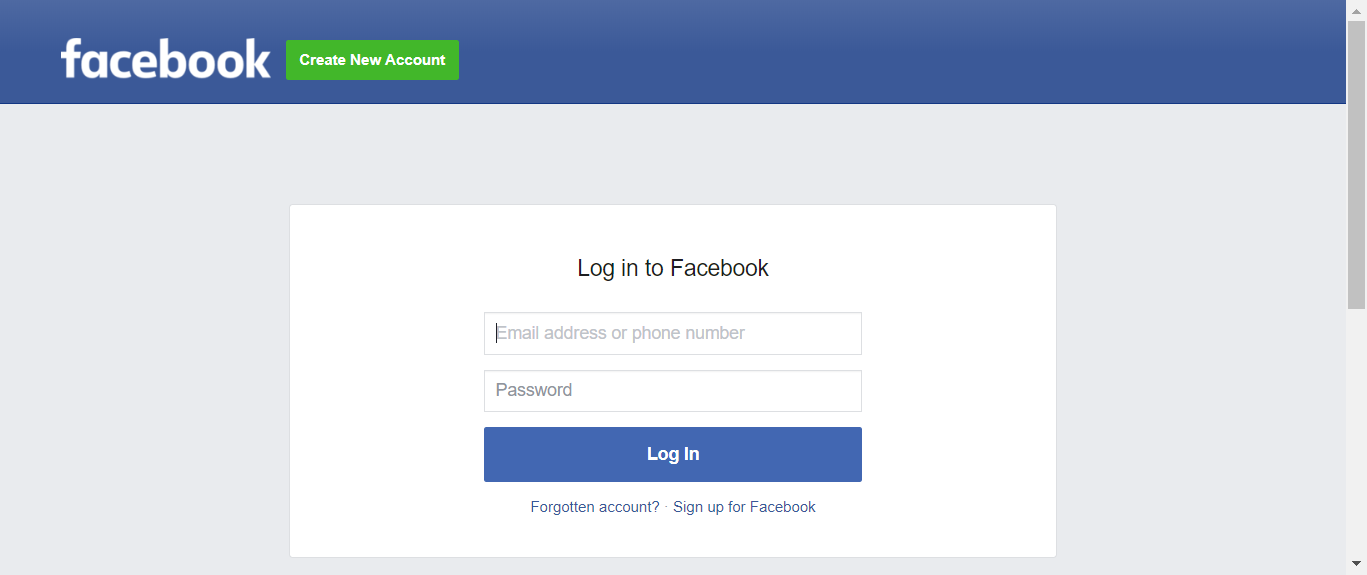 facebook
Create New Account
Log in to Facebook
Email address or phone number
Password
Log In
Forgotten account? · Sign up for Facebook